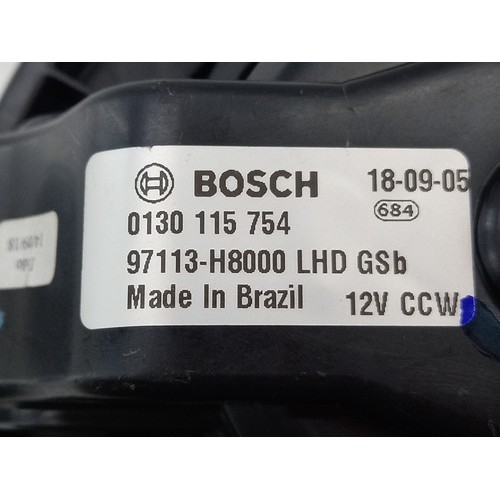 BOSCH 18-09-05
0130 115 754 684
97113-H8000 LHD GSb
Made In Brazil 12V CCW